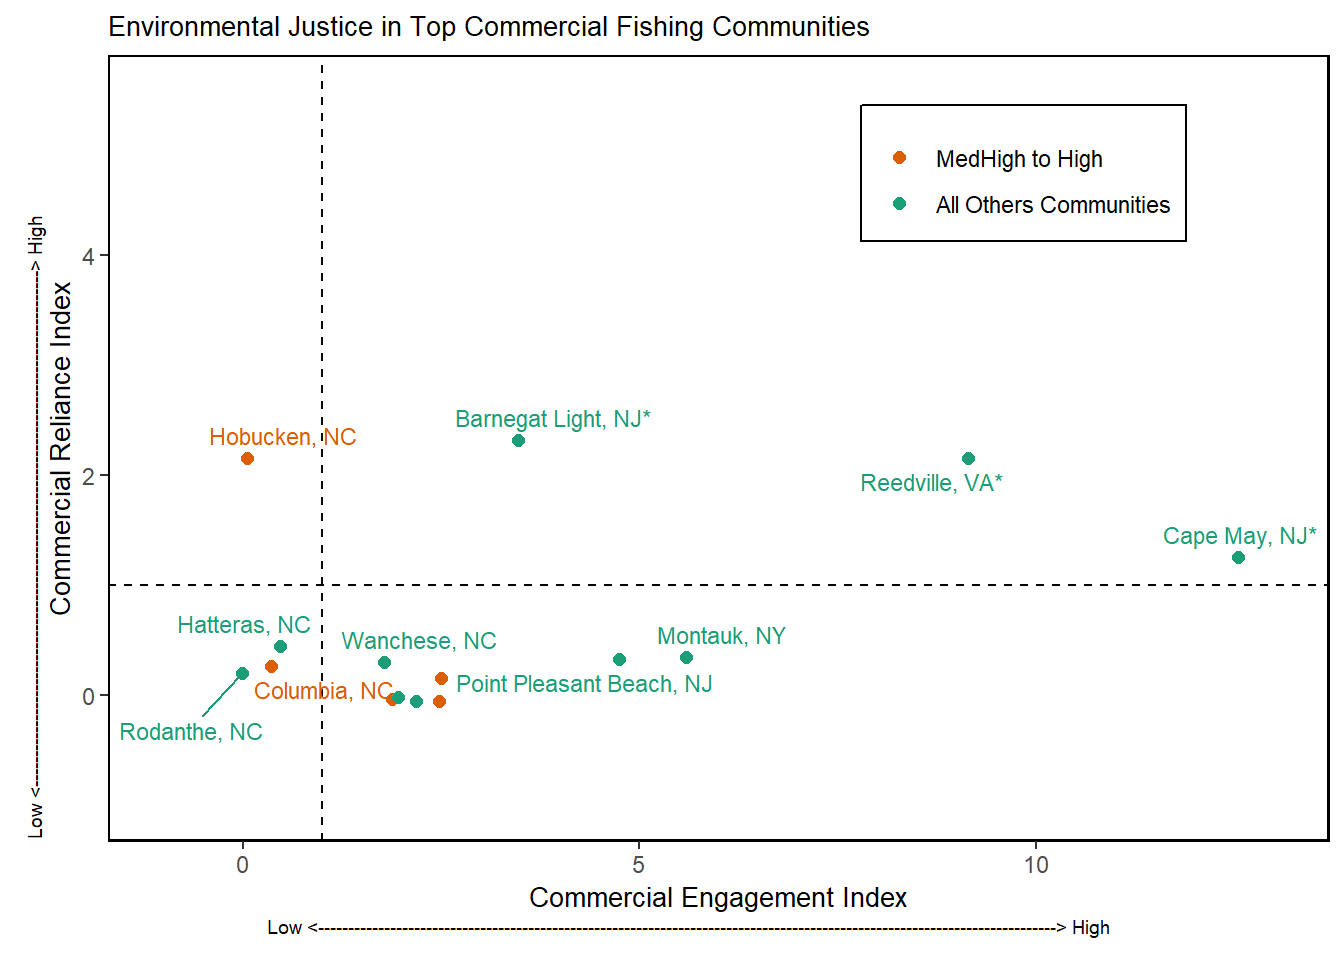 Environmental Justice in Top Commercial Fishing Communities
MedHigh to High
All Others Communities
Low <---------------------------------------------------------------------------------------------------> High
Commercial Reliance Index
4
2
0
Barnegat Light, NJ*
Hobucken, NC
Reedville, VA*
Cape May, NJ*
Hatteras, NC
Wanchese, NC
Montauk, NY
Columbia, NC
Point Pleasant Beach, NJ
Rodanthe, NC
0
5
10
Commercial Engagement Index
Low <---------------------------------------------------------------------------------------------------------------------------> High